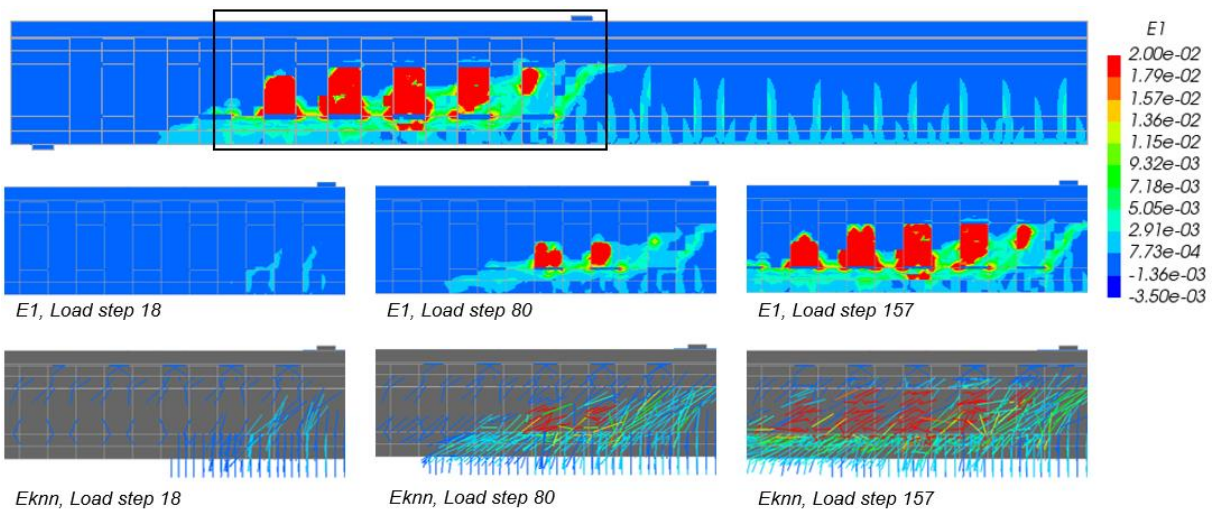 E1
2.00e-02
1.79e-02
1.57e-02
1.36e-02
1.15e-02
9.32e-03
7.18e-03
5.05e-03
2.91e-03
7.73e-04
-1.36e-03
-3.50e-03
E1, Load step 18
E1, Load step 80
E1, Load step 157
Eknn, Load step 18
Eknn, Load step 80
Eknn, Load step 157